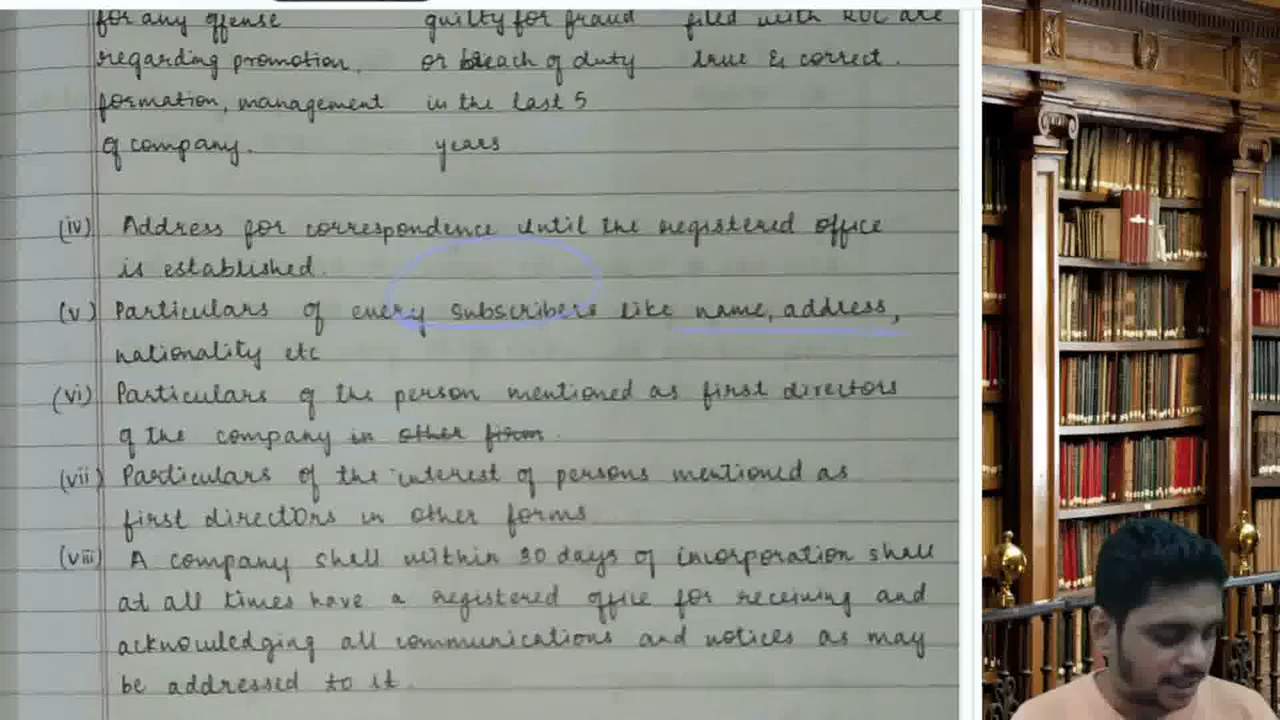 for any offense guilty for fraud filed with ROC are
regarding promotion, or breach of duty true & correct.
formation, management in the last 5
of company. years
(iv) Address for correspondence until the registered office
is established.
(v) Particulars of every subscribers like name, address,
nationality etc
(vi) Particulars of the person mentioned as first directors
of the company in other firm.
(vii) Particulars of the interest of persons mentioned as
first directors in other forms
(viii) A company shall within 30 days of incorporation shall
at all times have a registered office for receiving and
acknowledging all communications and notices as may
be addressed to it.